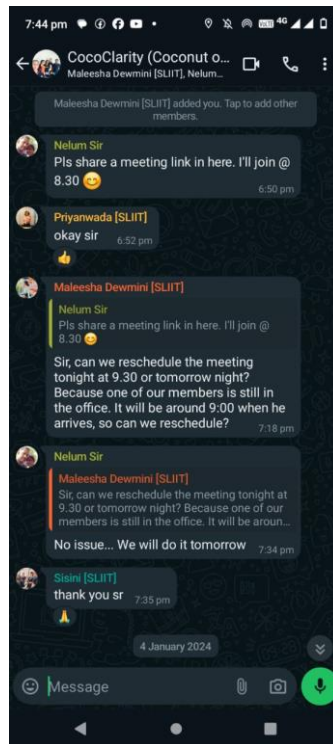 7:44 pm
4G
CocoClarity (Coconut o...
Maleesha Dewmini [SLIIT], Nelum...
Maleesha Dewmini [SLIIT] added you. Tap to add other
members.
Nelum Sir
Pls share a meeting link in here. I'll join @
8.30 😊
6:50 pm
Priyanwada [SLIIT]
okay sir
6:52 pm
👍
Maleesha Dewmini [SLIIT]
Nelum Sir
Pls share a meeting link in here. I'll join @
8.30 😊
Sir, can we reschedule the meeting
tonight at 9.30 or tomorrow night?
Because one of our members is still in
the office. It will be around 9:00 when he
arrives, so can we reschedule?
7:18 pm
Nelum Sir
Maleesha Dewmini [SLIIT]
Sir, can we reschedule the meeting tonight at
9.30 or tomorrow night? Because one of our
members is still in the office. It will be aroun...
No issue... We will do it tomorrow
7:34 pm
Sisini [SLIIT]
thank you sr
7:35 pm
🙏
4 January 2024
Message